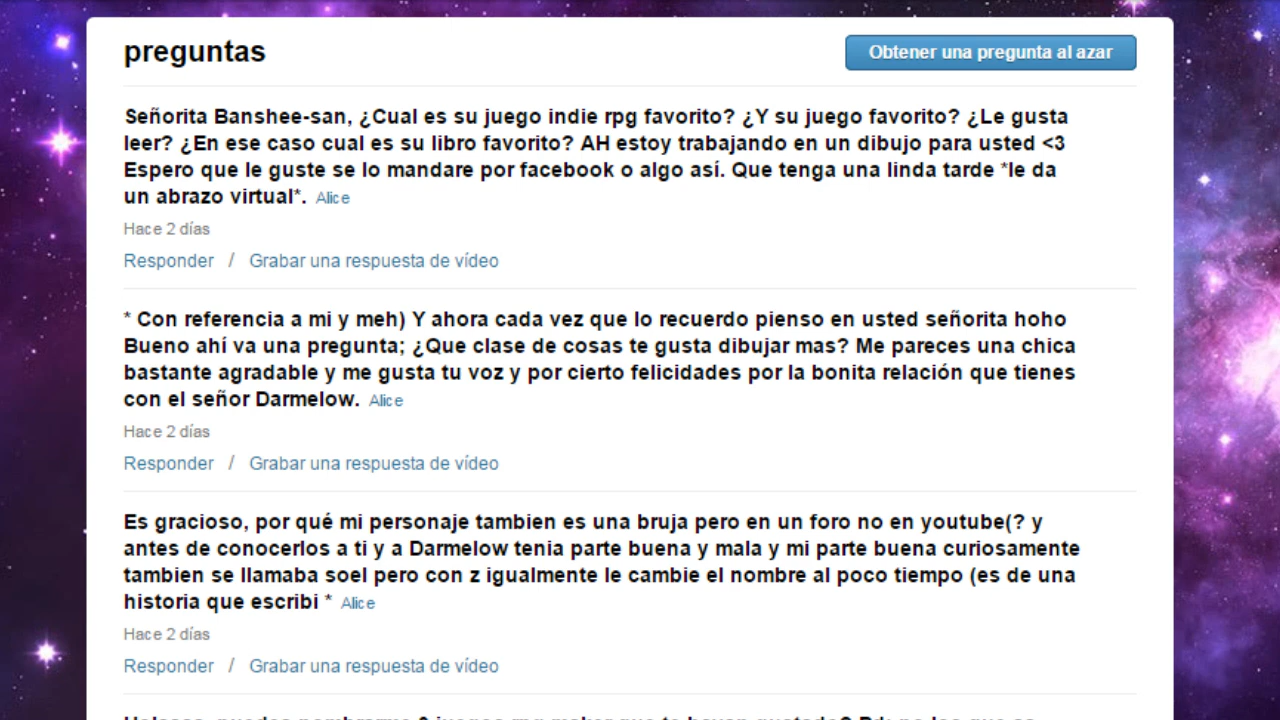 preguntas
Obtener una pregunta al azar
Señorita Banshee-san, ¿Cual es su juego indie rpg favorito? ¿Y su juego favorito? ¿Le gusta
leer? ¿En ese caso cual es su libro favorito? AH estoy trabajando en un dibujo para usted <3
Espero que le guste se lo mandare por facebook o algo así. Que tenga una linda tarde *le da
un abrazo virtual*. Alice
Hace 2 días
Responder / Grabar una respuesta de vídeo
* Con referencia a mi y meh) Y ahora cada vez que lo recuerdo pienso en usted señorita hoho
Bueno ahí va una pregunta; ¿Que clase de cosas te gusta dibujar mas? Me pareces una chica
bastante agradable y me gusta tu voz y por cierto felicidades por la bonita relación que tienes
con el señor Darmelow. Alice
Hace 2 días
Responder / Grabar una respuesta de vídeo
Es gracioso, por qué mi personaje tambien es una bruja pero en un foro no en youtube(? y
antes de conocerlos a ti y a Darmelow tenia parte buena y mala y mi parte buena curiosamente
tambien se llamaba soel pero con z igualmente le cambie el nombre al poco tiempo (es de una
historia que escribi * Alice
Hace 2 días
Responder / Grabar una respuesta de vídeo